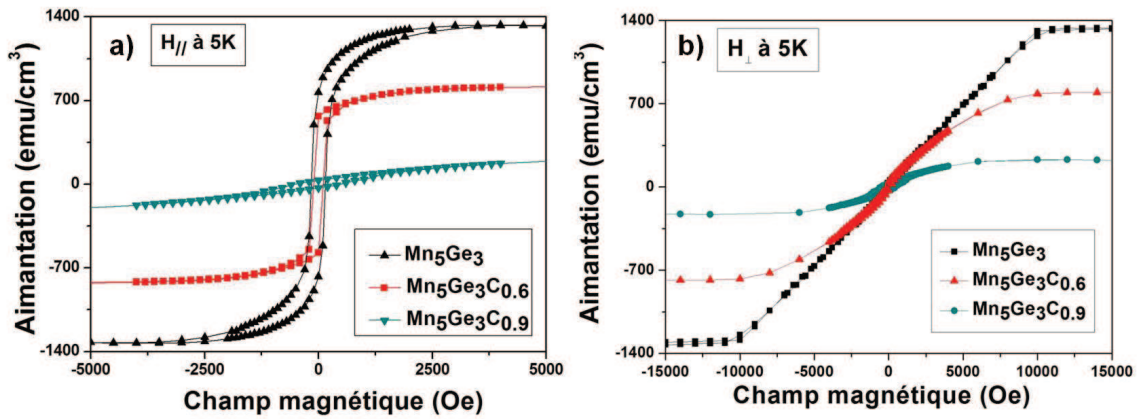 a)
H// à 5K
Aimantation (emu/cm³)
1400
700
0
-700
-1400
-5000
-2500
0
2500
5000
Champ magnétique (Oe)
Mn₅Ge₃
Mn₅Ge₃C₀.₆
Mn₅Ge₃C₀.₉
b)
H⊥ à 5K
Aimantation (emu/cm³)
1400
700
0
-700
-1400
-15000
-10000
-5000
0
5000
10000
15000
Champ magnétique (Oe)
Mn₅Ge₃
Mn₅Ge₃C₀.₆
Mn₅Ge₃C₀.₉